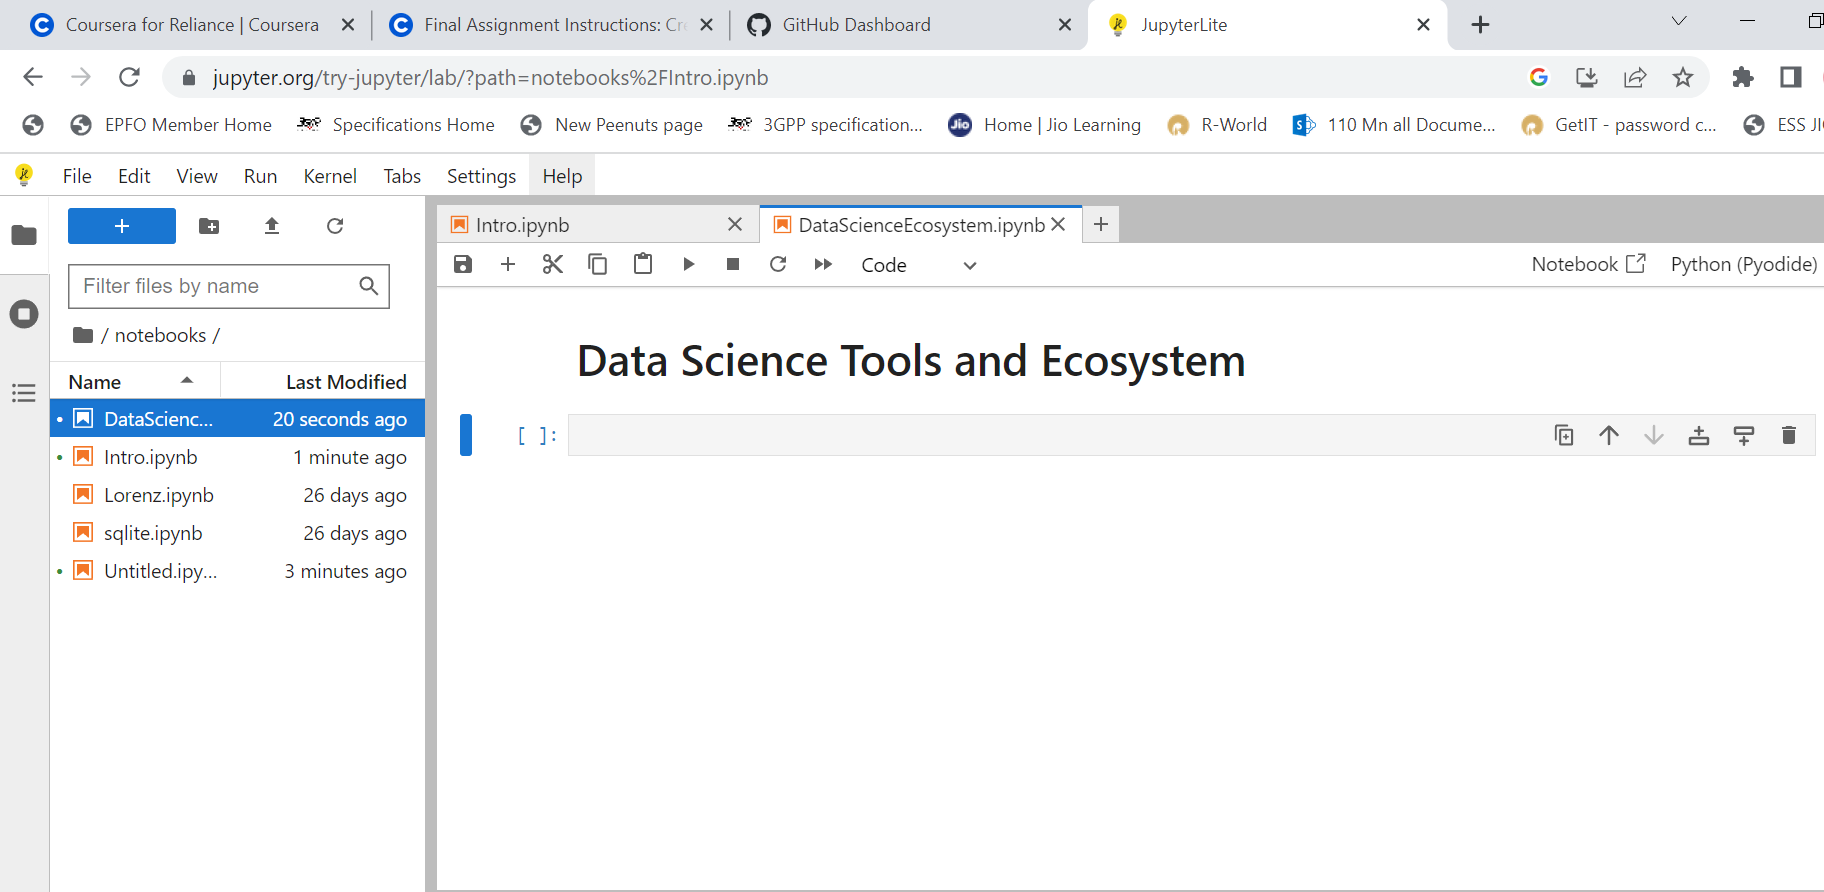 Coursera for Reliance | Coursera
Final Assignment Instructions: Cre
GitHub Dashboard
JupyterLite
jupyter.org/try-jupyter/lab/?path=notebooks%2FIntro.ipynb
EPFO Member Home
Specifications Home
New Peenuts page
3GPP specification...
Jio
Home | Jio Learning
R-World
110 Mn all Docume...
GetIT - password c...
ESS JI
File Edit View Run Kernel Tabs Settings Help
Filter files by name
/ notebooks /
Name Last Modified
DataScienc... 20 seconds ago
Intro.ipynb 1 minute ago
Lorenz.ipynb 26 days ago
sqlite.ipynb 26 days ago
Untitled.ipy... 3 minutes ago
Intro.ipynb
DataScienceEcosystem.ipynb
Code
Notebook
Python (Pyodide)
Data Science Tools and Ecosystem
[ ]: